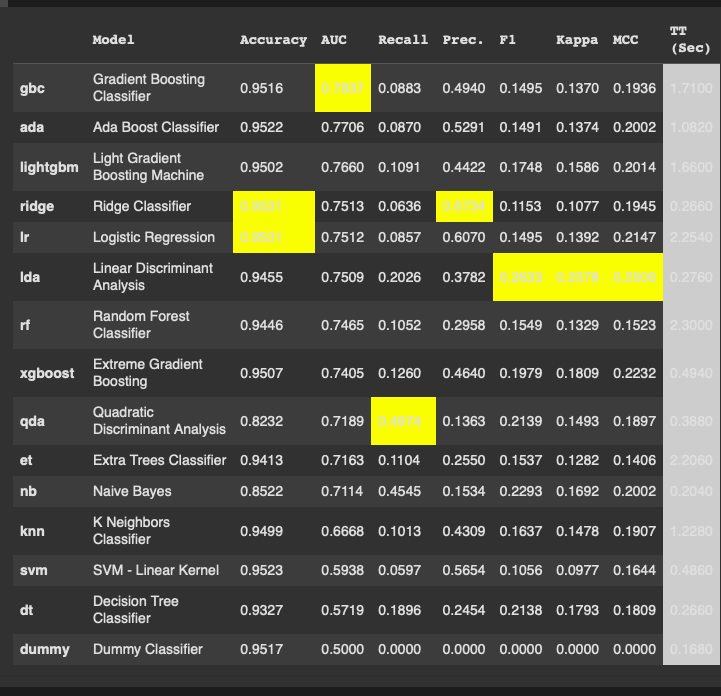 Model Accuracy AUC Recall Prec. F1 Kappa MCC TT
(Sec)
gbc Gradient Boosting 0.9516 0.0883 0.4940 0.1495 0.1370 0.1936 1.7100
Classifier
ada Ada Boost Classifier 0.9522 0.7706 0.0870 0.5291 0.1491 0.1374 0.2002 1.0820
lightgbm Light Gradient 0.9502 0.7660 0.1091 0.4422 0.1748 0.1586 0.2014 1.6600
Boosting Machine
ridge Ridge Classifier 0.9531 0.7513 0.0636 0.1153 0.1077 0.1945 0.2660
lr Logistic Regression 0.9531 0.7512 0.0857 0.6070 0.1495 0.1392 0.2147 2.2540
lda Linear Discriminant 0.9455 0.7509 0.2026 0.3782 0.2633 0.2378 0.2760
Analysis
rf Random Forest 0.9446 0.7465 0.1052 0.2958 0.1549 0.1329 0.1523 2.3000
Classifier
xgboost Extreme Gradient 0.9507 0.7405 0.1260 0.4640 0.1979 0.1809 0.2232 0.4940
Boosting
qda Quadratic 0.8232 0.7189 0.4974 0.1363 0.2139 0.1493 0.1897 0.3880
Discriminant Analysis
et Extra Trees Classifier 0.9413 0.7163 0.1104 0.2550 0.1537 0.1282 0.1406 2.2060
nb Naive Bayes 0.8522 0.7114 0.4545 0.1534 0.2293 0.1692 0.2002 0.2040
knn K Neighbors 0.9499 0.6668 0.1013 0.4309 0.1637 0.1478 0.1907 1.2280
Classifier
svm SVM - Linear Kernel 0.9523 0.5938 0.0597 0.5654 0.1056 0.0977 0.1644 0.4860
dt Decision Tree 0.9327 0.5719 0.1896 0.2454 0.2138 0.1793 0.1809 0.2660
Classifier
dummy Dummy Classifier 0.9517 0.5000 0.0000 0.0000 0.0000 0.0000 0.0000 0.1680